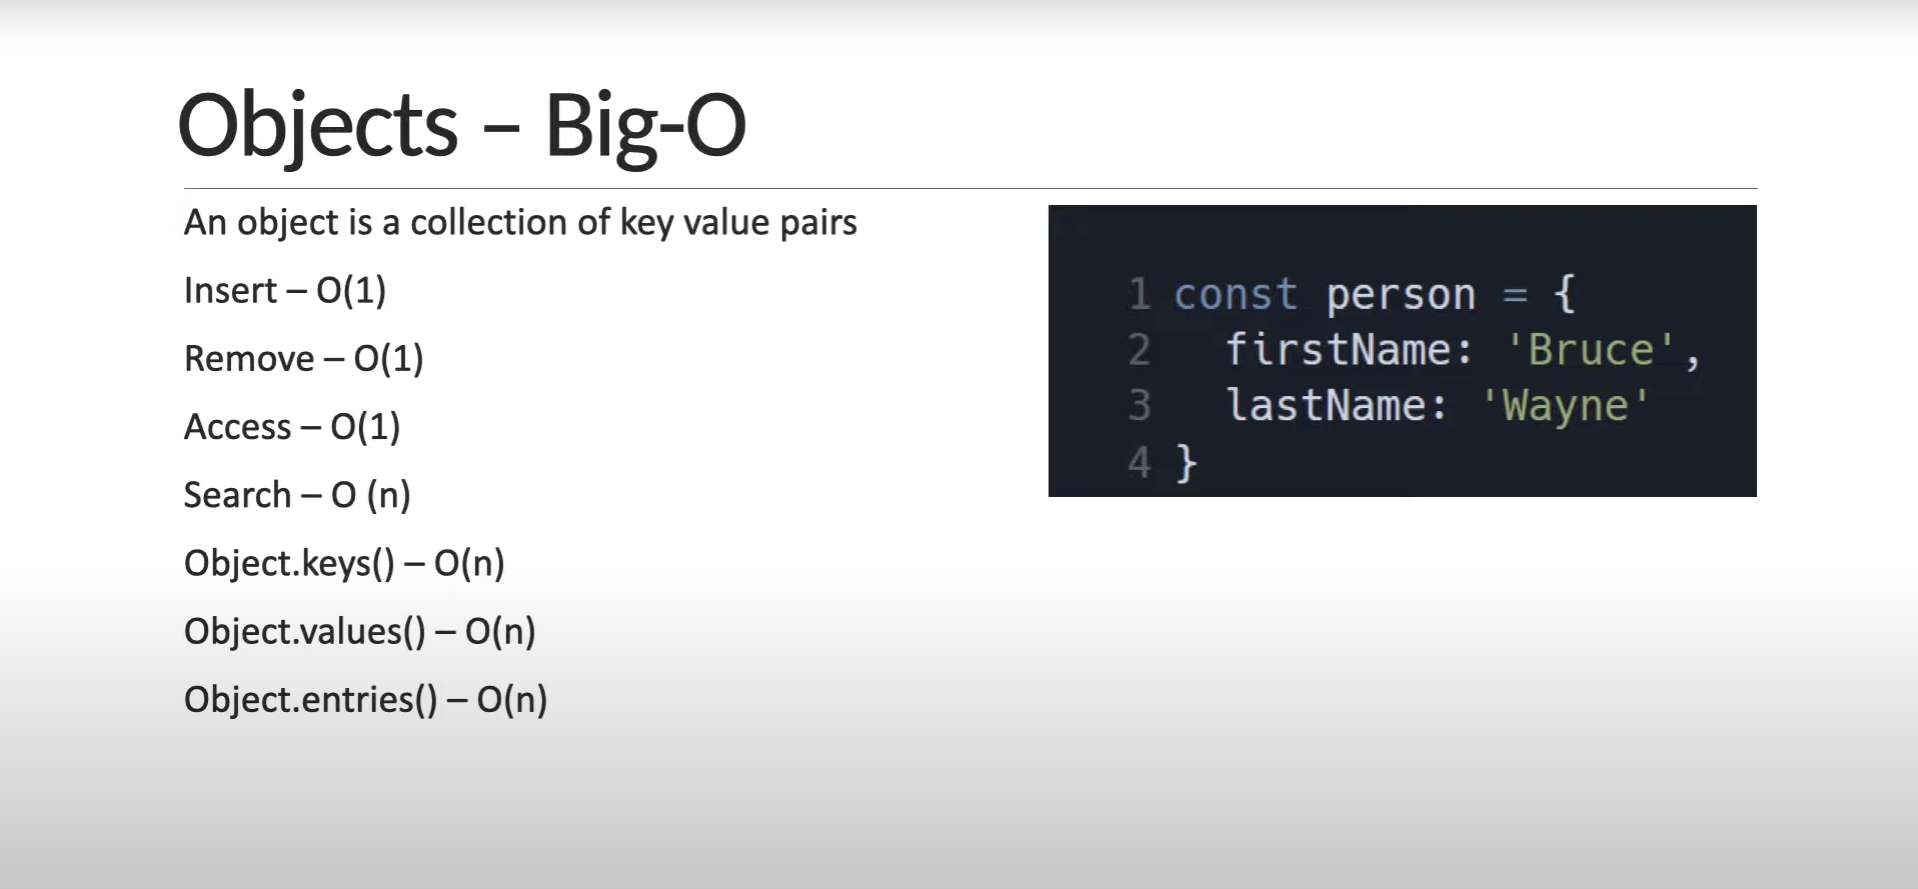 Objects – Big-O
An object is a collection of key value pairs
Insert – O(1)
Remove – O(1)
Access – O(1)
Search – O (n)
Object.keys() – O(n)
Object.values() – O(n)
Object.entries() – O(n)
1 const person = {
2   firstName: 'Bruce',
3   lastName: 'Wayne'
4 }